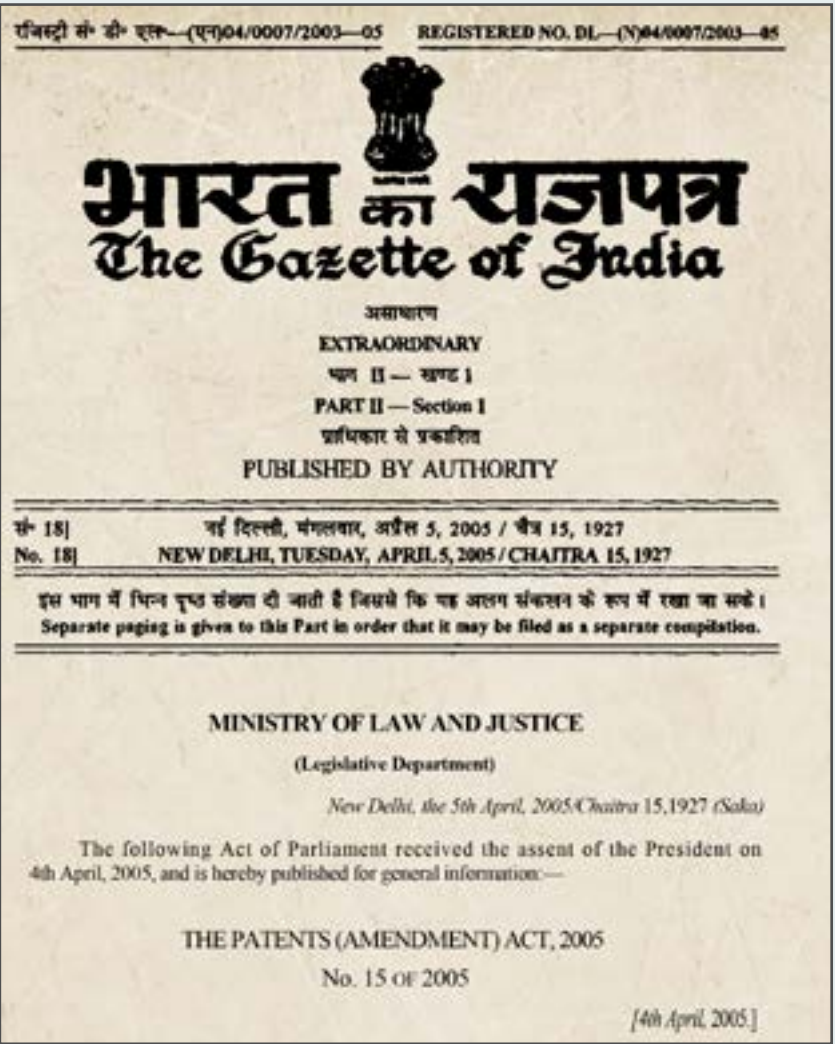 रजिस्ट्री सं॰ डी॰ एल॰—(एन)04/0007/2003—05 REGISTERED NO. DL—(N)04/0007/2003—05
भारत का राजपत्र
The Gazette of India
असाधारण
EXTRAORDINARY
भाग II — खण्ड 1
PART II — Section 1
प्राधिकार से प्रकाशित
PUBLISHED BY AUTHORITY
सं॰ 18| नई दिल्ली, मंगलवार, अप्रैल 5, 2005 / चैत्र 15, 1927
No. 18| NEW DELHI, TUESDAY, APRIL 5, 2005 / CHAITRA 15, 1927
इस भाग में भिन्न पृष्ठ संख्या दी जाती है जिससे कि यह अलग संकलन के रूप में रखा जा सके।
Separate paging is given to this Part in order that it may be filed as a separate compilation.
MINISTRY OF LAW AND JUSTICE
(Legislative Department)
New Delhi, the 5th April, 2005/Chaitra 15,1927 (Saka)
The following Act of Parliament received the assent of the President on
4th April, 2005, and is hereby published for general information:—
THE PATENTS (AMENDMENT) ACT, 2005
No. 15 OF 2005
[4th April, 2005.]